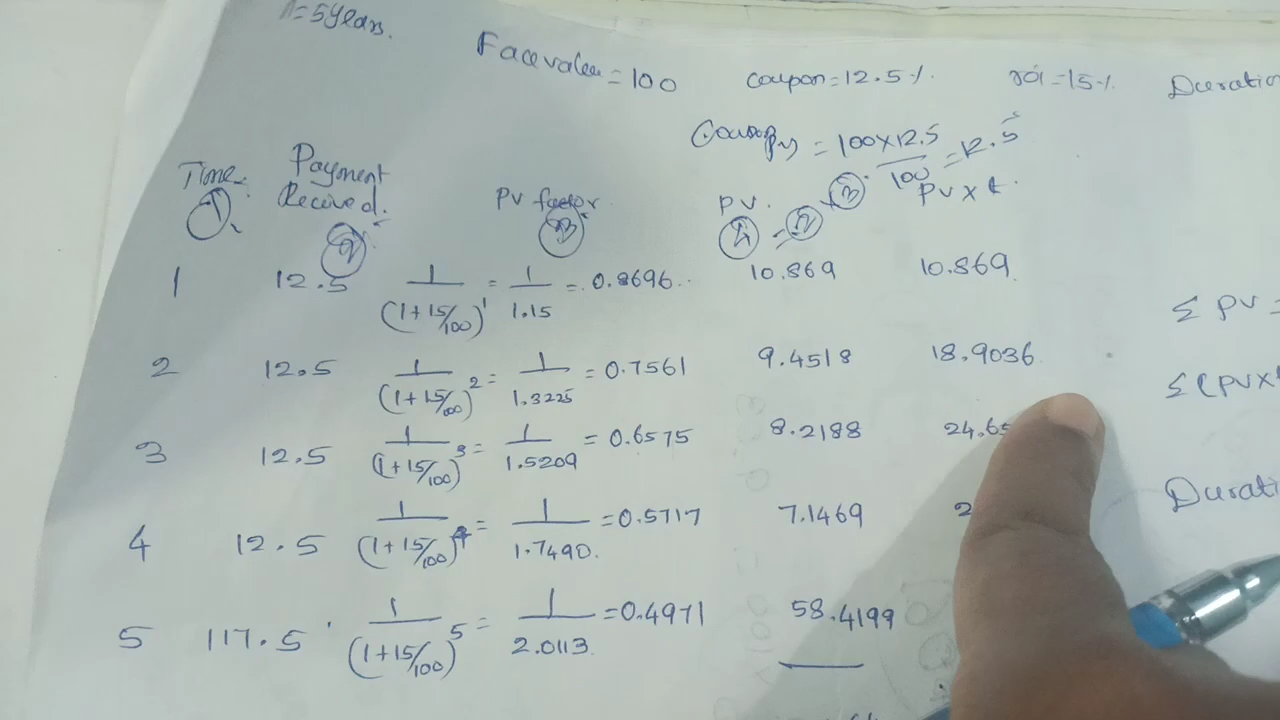 n=5years.
Facevalue=100 coupon=12.5% roi=15% Duration
= 100×12.5/100 = 12.5
Time Payment Received. PV factor PV. PV×t.
① ② ③ ④ = ② × ③
1 12.5 1/(1+15/100)^1 = 1/1.15 = 0.8696.. 10.869 10.869
2 12.5 1/(1+15/100)^2 = 1/1.3225 = 0.7561 9.4518 18.9036
3 12.5 1/(1+15/100)^3 = 1/1.5209 = 0.6575 8.2188 24.65
4 12.5 1/(1+15/100)^4 = 1/1.7490. = 0.5717 7.1469 2
5 117.5 1/(1+15/100)^5 = 1/2.0113. = 0.4971 58.4199
Σ PV =
Σ(PV×t
Durati